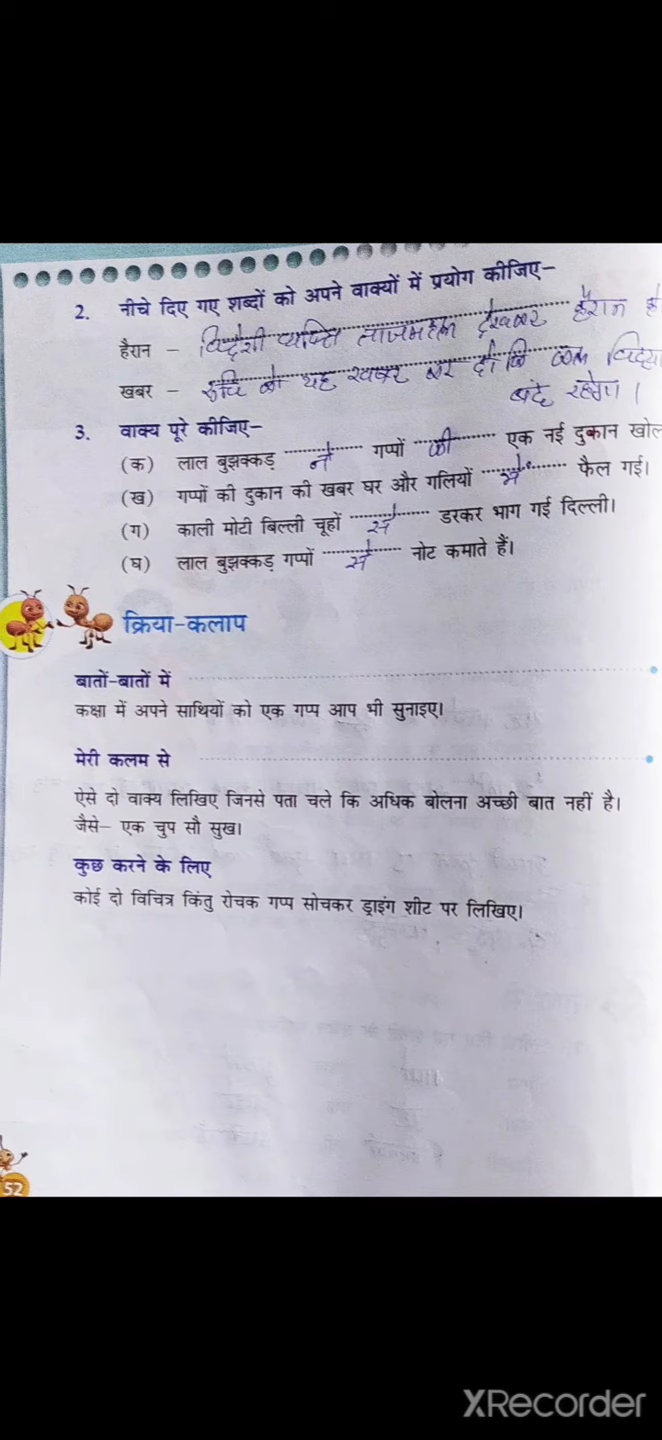 2. नीचे दिए गए शब्दों को अपने वाक्यों में प्रयोग कीजिए–
हैरान – विदेशी व्यक्ति ताजमहल देखकर हैरान है
खबर – रुचि को यह खबर कर दो कि कल विद्या
बंद रहेगा।
3. वाक्य पूरे कीजिए–
(क) लाल बुझक्कड़ ने गप्पों की एक नई दुकान खोल
(ख) गप्पों की दुकान की खबर घर और गलियों में फैल गई।
(ग) काली मोटी बिल्ली चूहों से डरकर भाग गई दिल्ली।
(घ) लाल बुझक्कड़ गप्पों से नोट कमाते हैं।
क्रिया-कलाप
बातों-बातों में
कक्षा में अपने साथियों को एक गप्प आप भी सुनाइए।
मेरी कलम से
ऐसे दो वाक्य लिखिए जिनसे पता चले कि अधिक बोलना अच्छी बात नहीं है।
जैसे– एक चुप सौ सुख।
कुछ करने के लिए
कोई दो विचित्र किंतु रोचक गप्प सोचकर ड्राइंग शीट पर लिखिए।
52
XRecorder